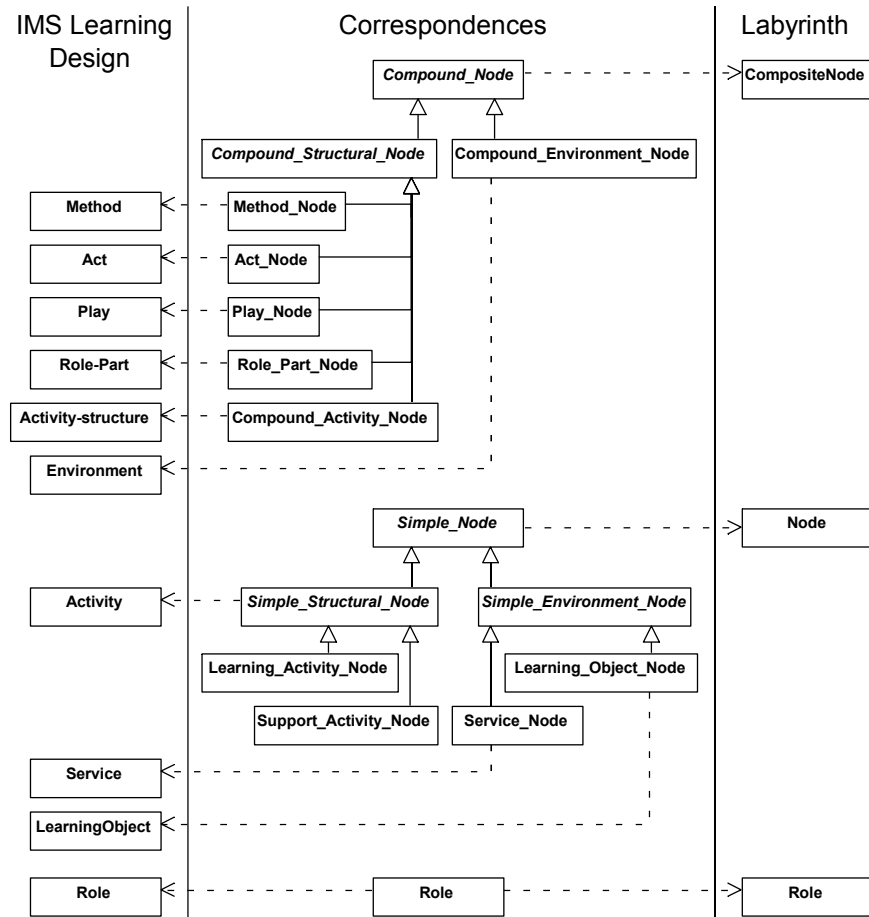 IMS Learning
Design
Correspondences
Labyrinth
Compound_Node
CompositeNode
Compound_Structural_Node
Compound_Environment_Node
Method
Method_Node
Act
Act_Node
Play
Play_Node
Role-Part
Role_Part_Node
Activity-structure
Compound_Activity_Node
Environment
Simple_Node
Node
Activity
Simple_Structural_Node
Simple_Environment_Node
Learning_Activity_Node
Learning_Object_Node
Support_Activity_Node
Service_Node
Service
LearningObject
Role
Role
Role